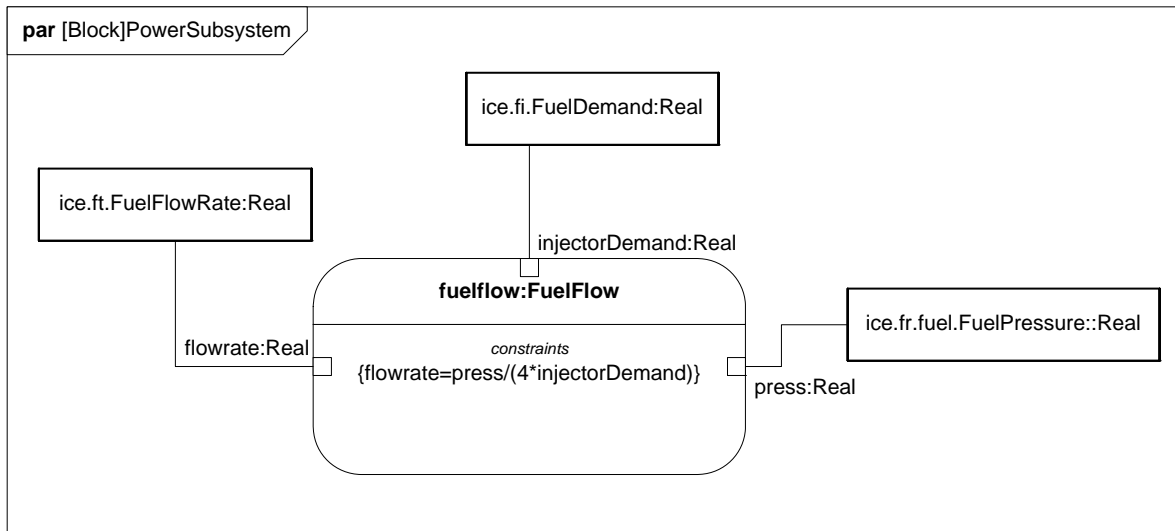 par [Block]PowerSubsystem
ice.fi.FuelDemand:Real
ice.ft.FuelFlowRate:Real
injectorDemand:Real
fuelflow:FuelFlow
ice.fr.fuel.FuelPressure::Real
flowrate:Real
constraints
{flowrate=press/(4*injectorDemand)}
press:Real